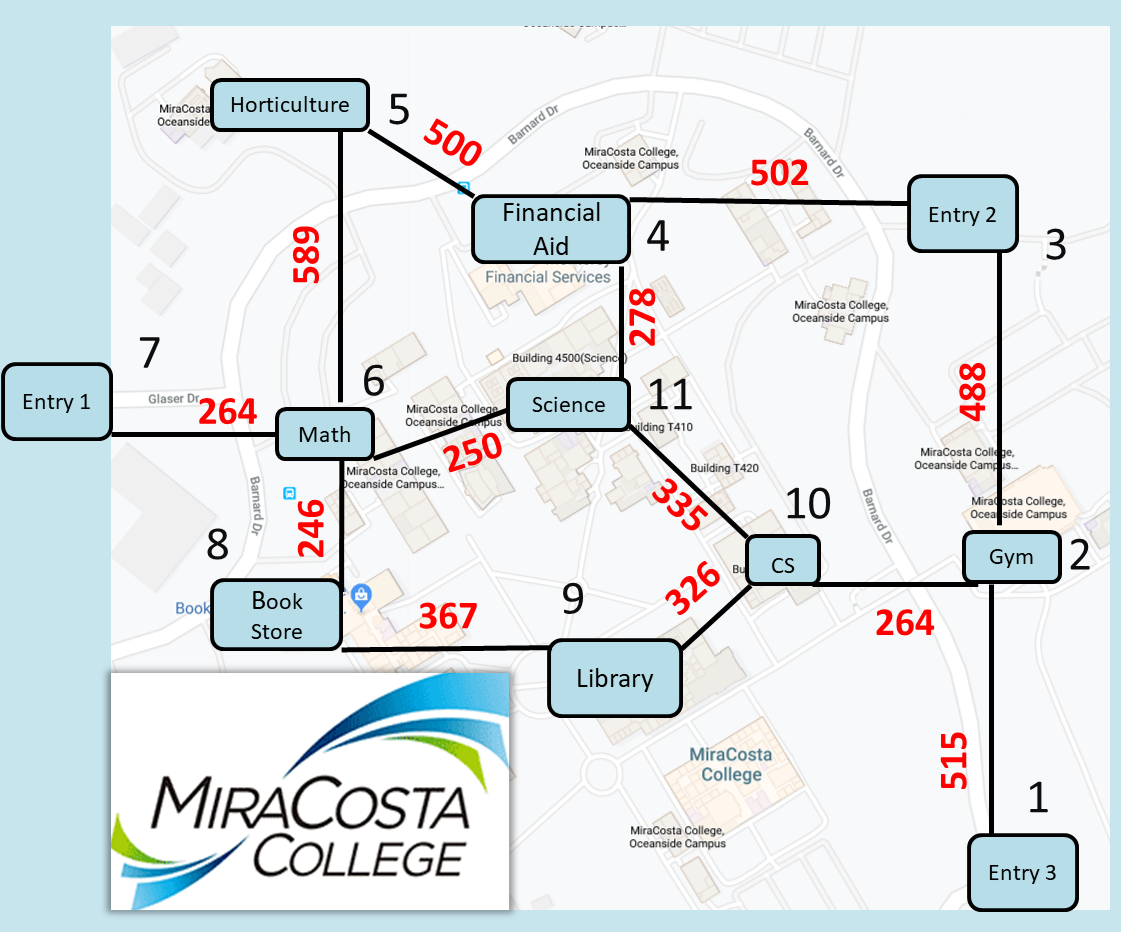 Horticulture
5
500
Barnard Dr
MiraCosta
Oceanside
MiraCosta College,
Oceanside Campus
Barnard Dr
502
Entry 2
3
Financial
Aid
4
Financial Services
589
278
MiraCosta College,
Oceanside Campus
7
Building 4500(Science)
Entry 1
Glaser Dr
264
6
Math
MiraCosta College
Oceanside Campus
Science
11
Building T410
488
250
MiraCosta College,
Oceanside Campus...
Building T420
MiraCosta College,
Oceanside Campus...
MiraCosta College,
Oceanside Campus
Barnard Dr
246
335
10
Barnard Dr
8
CS
Gym
2
Book
Book
Store
367
9
326
264
Library
MiraCosta
College
515
1
MIRACOSTA
COLLEGE
MiraCosta College,
Oceanside Campus
Entry 3